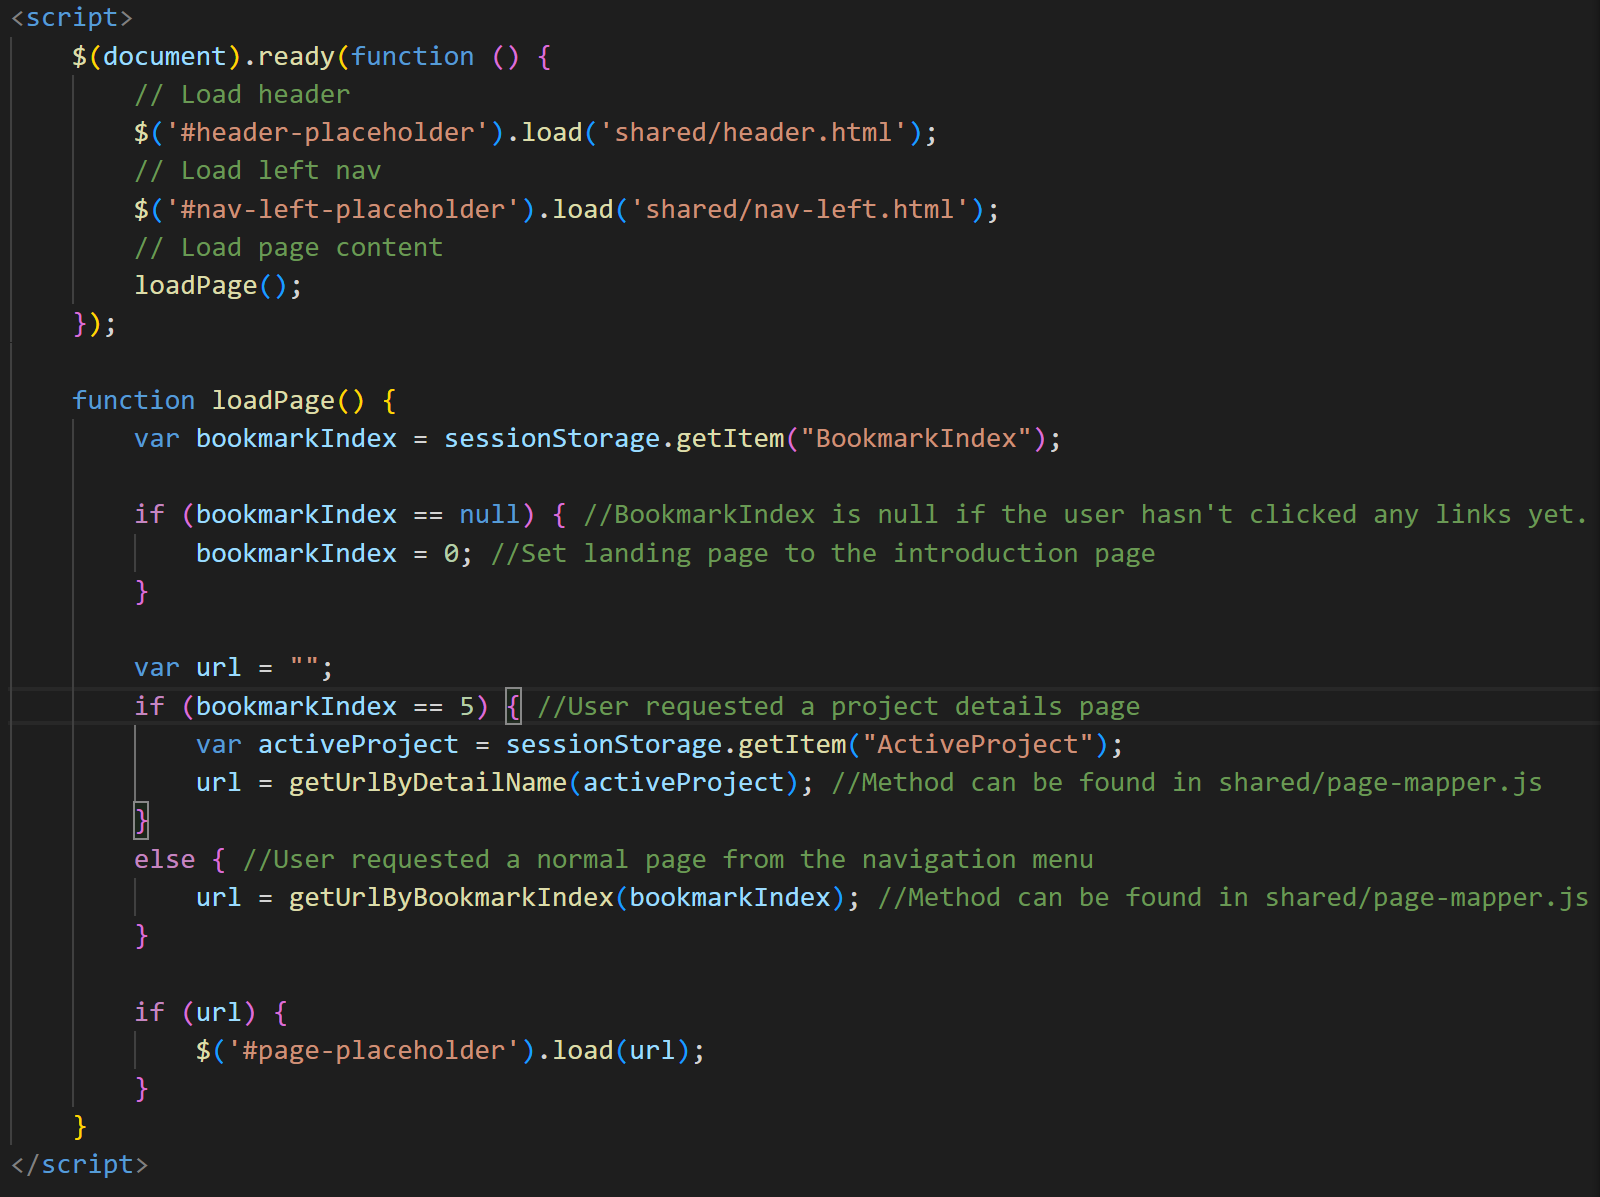 <script>
$(document).ready(function () {
// Load header
$('#header-placeholder').load('shared/header.html');
// Load left nav
$('#nav-left-placeholder').load('shared/nav-left.html');
// Load page content
loadPage();
});
function loadPage() {
var bookmarkIndex = sessionStorage.getItem("BookmarkIndex");
if (bookmarkIndex == null) { //BookmarkIndex is null if the user hasn't clicked any links yet.
bookmarkIndex = 0; //Set landing page to the introduction page
}
var url = "";
if (bookmarkIndex == 5) { //User requested a project details page
var activeProject = sessionStorage.getItem("ActiveProject");
url = getUrlByDetailName(activeProject); //Method can be found in shared/page-mapper.js
}
else { //User requested a normal page from the navigation menu
url = getUrlByBookmarkIndex(bookmarkIndex); //Method can be found in shared/page-mapper.js
}
if (url) {
$('#page-placeholder').load(url);
}
}
</script>